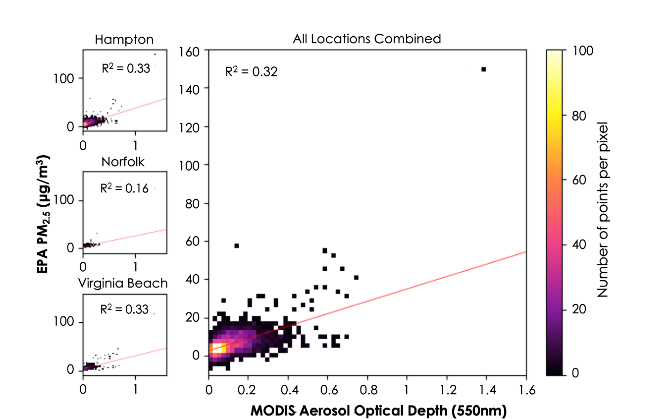 Hampton
R² = 0.33
100
0
0 1
Norfolk
R² = 0.16
100
0
0 1
Virginia Beach
R² = 0.33
100
0
0 1
EPA PM₂.₅ (µg/m³)
All Locations Combined
R² = 0.32
160
140
120
100
80
60
40
20
0
0 0.2 0.4 0.6 0.8 1 1.2 1.4 1.6
MODIS Aerosol Optical Depth (550nm)
100
80
60
40
20
0
Number of points per pixel